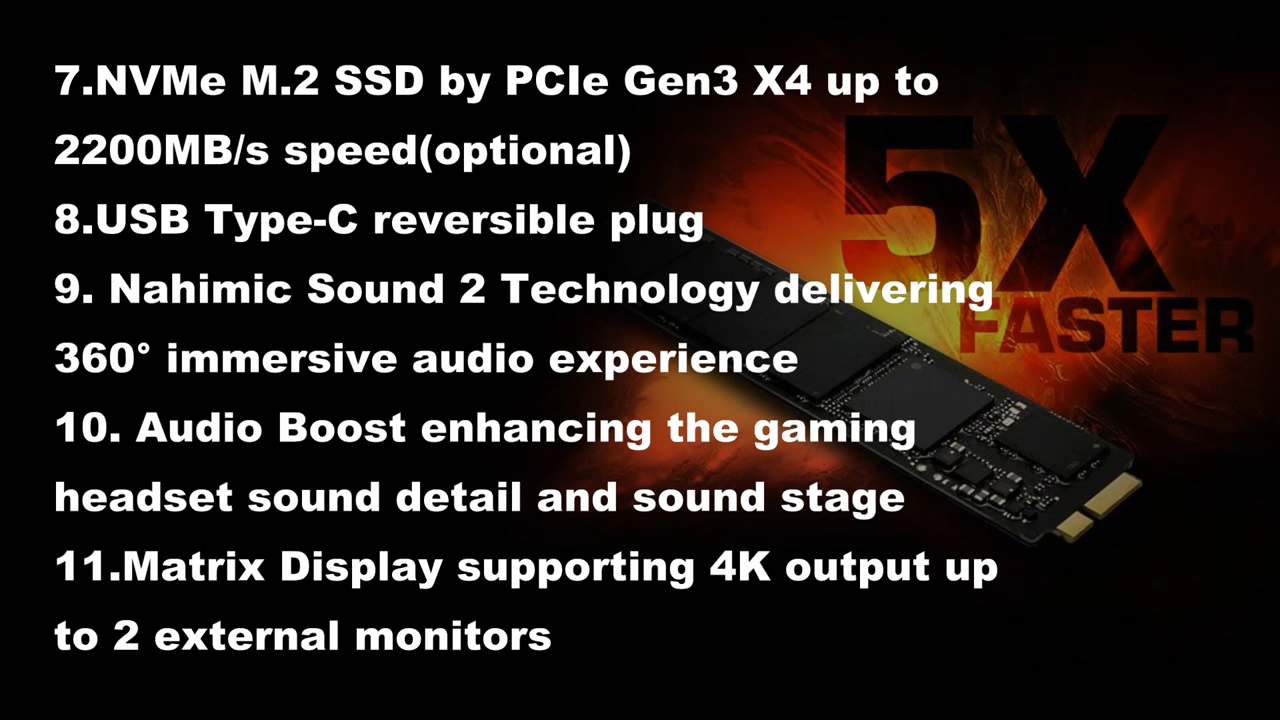 7.NVMe M.2 SSD by PCIe Gen3 X4 up to
2200MB/s speed(optional)
8.USB Type-C reversible plug
9. Nahimic Sound 2 Technology delivering
360° immersive audio experience
10. Audio Boost enhancing the gaming
headset sound detail and sound stage
11.Matrix Display supporting 4K output up
to 2 external monitors
5X
FASTER